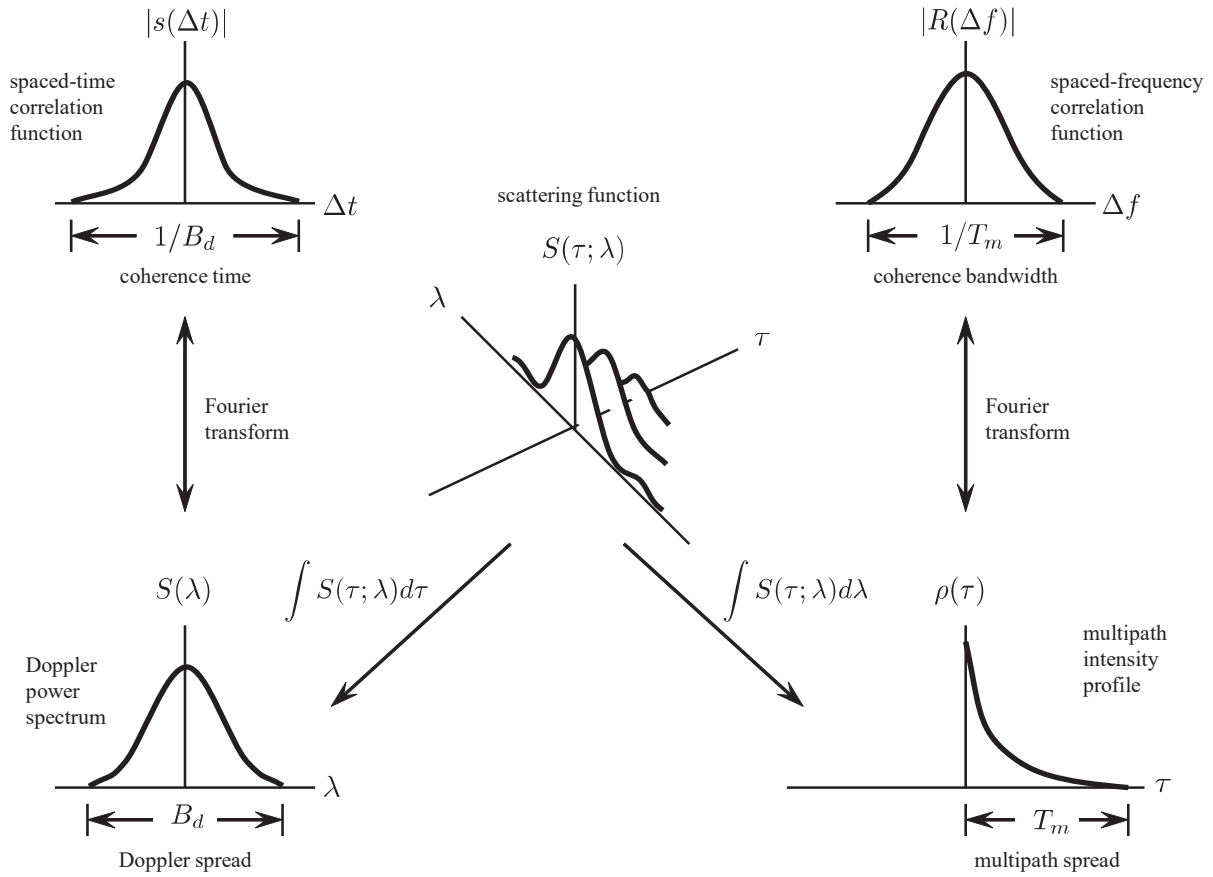 |s(Δt)|
spaced-time
correlation
function
Δt
1/B_d
coherence time
|R(Δf)|
spaced-frequency
correlation
function
Δf
1/T_m
coherence bandwidth
scattering function
S(τ; λ)
λ
τ
Fourier
transform
Fourier
transform
∫ S(τ; λ)dτ
∫ S(τ; λ)dλ
S(λ)
Doppler
power
spectrum
λ
B_d
Doppler spread
ρ(τ)
multipath
intensity
profile
τ
T_m
multipath spread